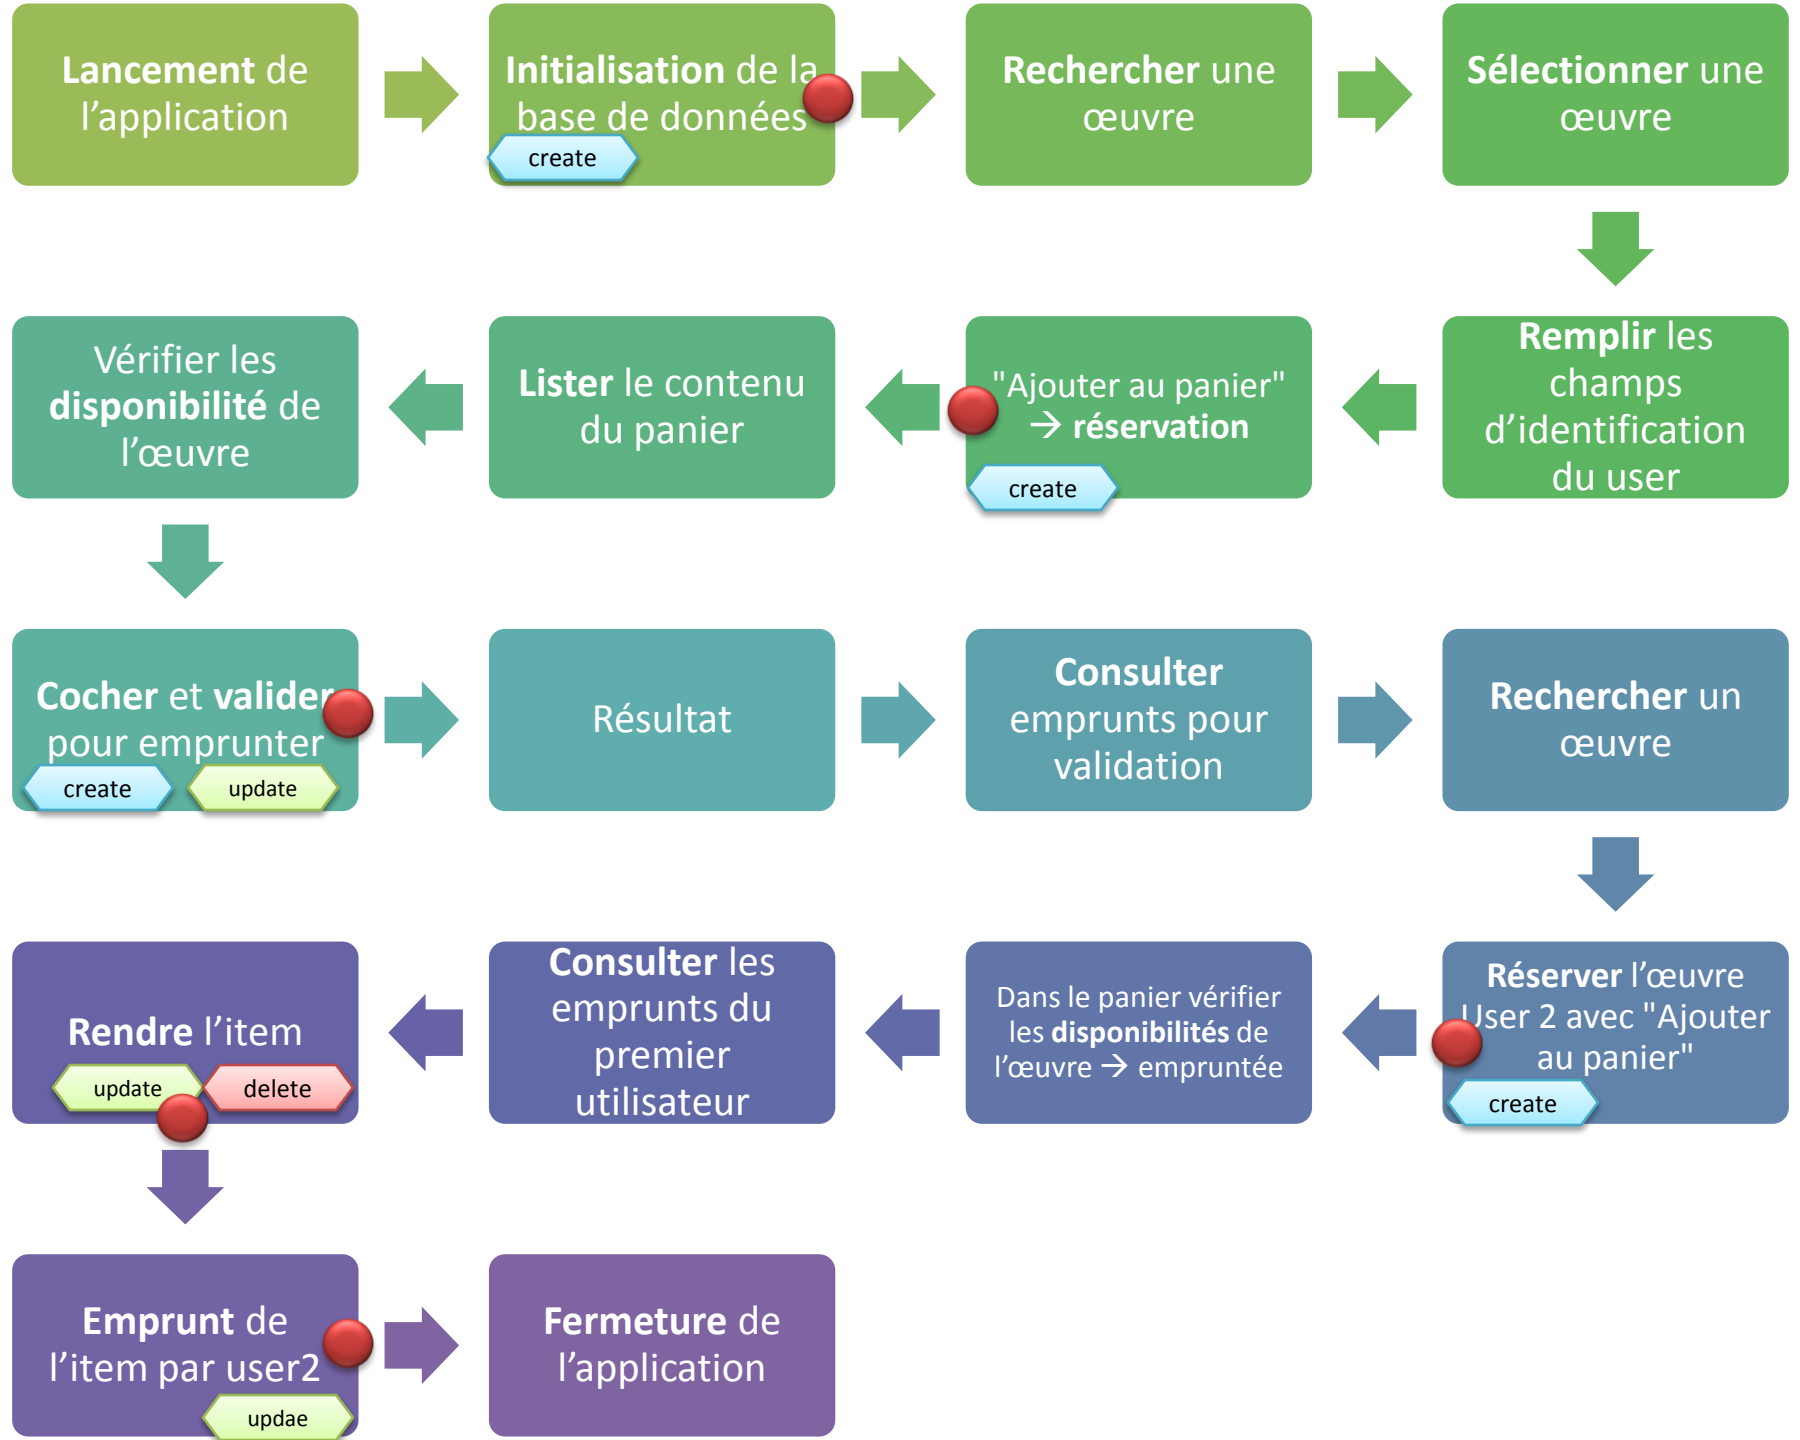 Lancement de
l’application
Initialisation de la
base de données
create
Rechercher une
œuvre
Sélectionner une
œuvre
Remplir les
champs
d’identification
du user
"Ajouter au panier"
→ réservation
create
Lister le contenu
du panier
Vérifier les
disponibilité de
l’œuvre
Cocher et valider
pour emprunter
create
update
Résultat
Consulter
emprunts pour
validation
Rechercher un
œuvre
Réserver l’œuvre
User 2 avec "Ajouter
au panier"
create
Dans le panier vérifier
les disponibilités de
l’œuvre → empruntée
Consulter les
emprunts du
premier
utilisateur
Rendre l’item
update
delete
Emprunt de
l’item par user2
updae
Fermeture de
l’application